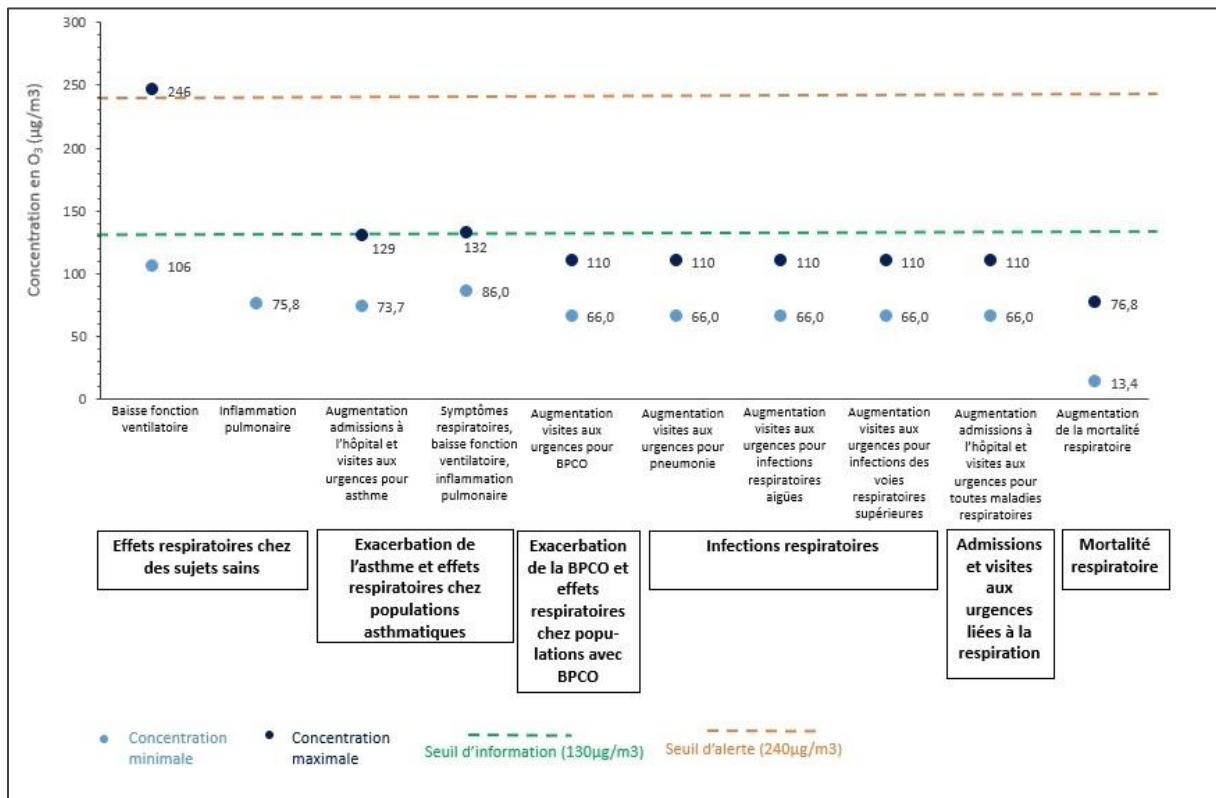 300
250
200
150
100
50
0
Concentration en O₃ (µg/m3)
246
106
75,8
129
73,7
132
86,0
110
66,0
110
66,0
110
66,0
110
66,0
110
66,0
76,8
13,4
Baisse fonction
ventilatoire
Inflammation
pulmonaire
Augmentation
admissions à
l'hôpital et
visites aux
urgences pour
asthme
Symptômes
respiratoires,
baisse fonction
ventilatoire,
inflammation
pulmonaire
Augmentation
visites aux
urgences pour
BPCO
Augmentation
visites aux
urgences pour
pneumonie
Augmentation
visites aux
urgences pour
infections
respiratoires
aigües
Augmentation
visites aux
urgences pour
infections des
voies
respiratoires
supérieures
Augmentation
admissions à
l'hôpital et
visites aux
urgences pour
toutes maladies
respiratoires
Augmentation
de la mortalité
respiratoire
Effets respiratoires chez
des sujets sains
Exacerbation de
l'asthme et effets
respiratoires chez
populations
asthmatiques
Exacerbation
de la BPCO et
effets
respiratoires
chez popu-
lations avec
BPCO
Infections respiratoires
Admissions
et visites
aux
urgences
liées à la
respiration
Mortalité
respiratoire
Concentration
minimale
Concentration
maximale
Seuil d'information (130µg/m3)
Seuil d'alerte (240µg/m3)